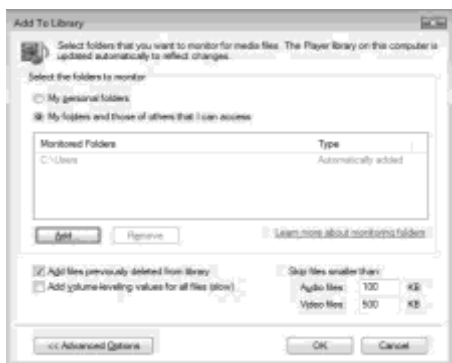 Add To Library
Select folders that you want to monitor for media files. The Player library on this computer is
updated automatically to reflect changes.
Select the folders to monitor
My personal folders
My folders and those of others that I can access
Monitored Folders Type
C:\Users Automatically added
Add... Remove Learn more about monitoring folders
Add files previously deleted from library Skip files smaller than:
Add volume-leveling values for all files (slow) Audio files: 100 KB
Video files: 500 KB
<< Advanced Options OK Cancel